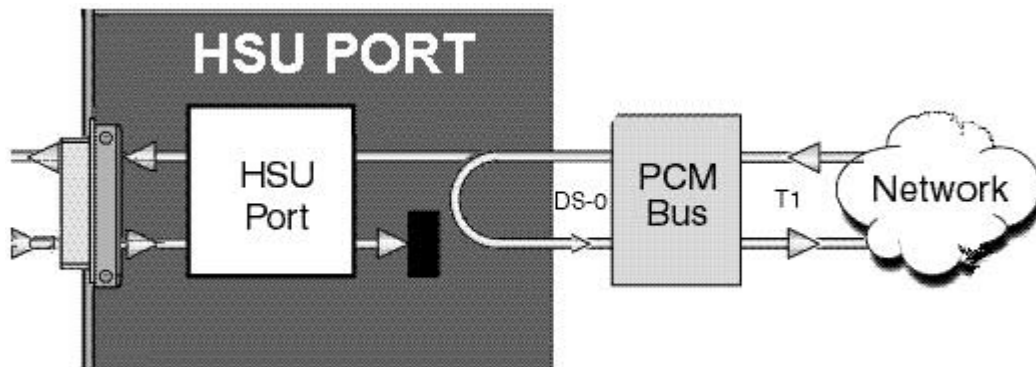 HSU PORT
HSU
Port
DS-0
PCM
Bus
T1
Network